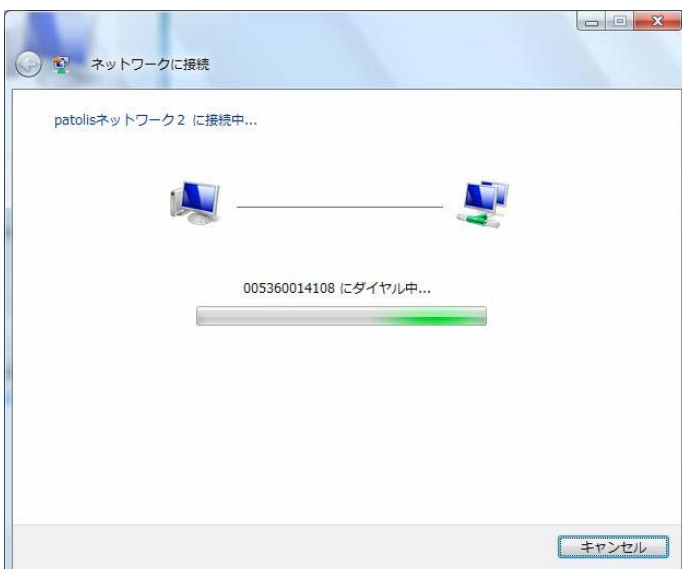 ネットワークに接続
patolisネットワーク２ に接続中...
005360014108 にダイヤル中...
キャンセル